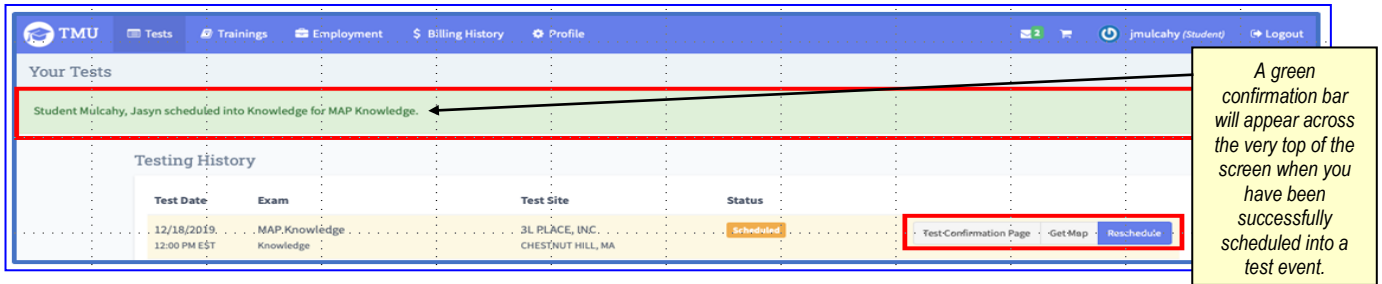 TMU Tests Trainings Employment $ Billing History Profile 2 jmulcahy (Student) Logout
Your Tests
Student Mulcahy, Jasyn scheduled into Knowledge for MAP Knowledge.
Testing History
Test Date Exam Test Site Status
12/18/2019 MAP Knowledge 3L PLACE, INC. Scheduled Test Confirmation Page Get Map Reschedule
12:00 PM EST Knowledge CHESTNUT HILL, MA
A green
confirmation bar
will appear across
the very top of the
screen when you
have been
successfully
scheduled into a
test event.